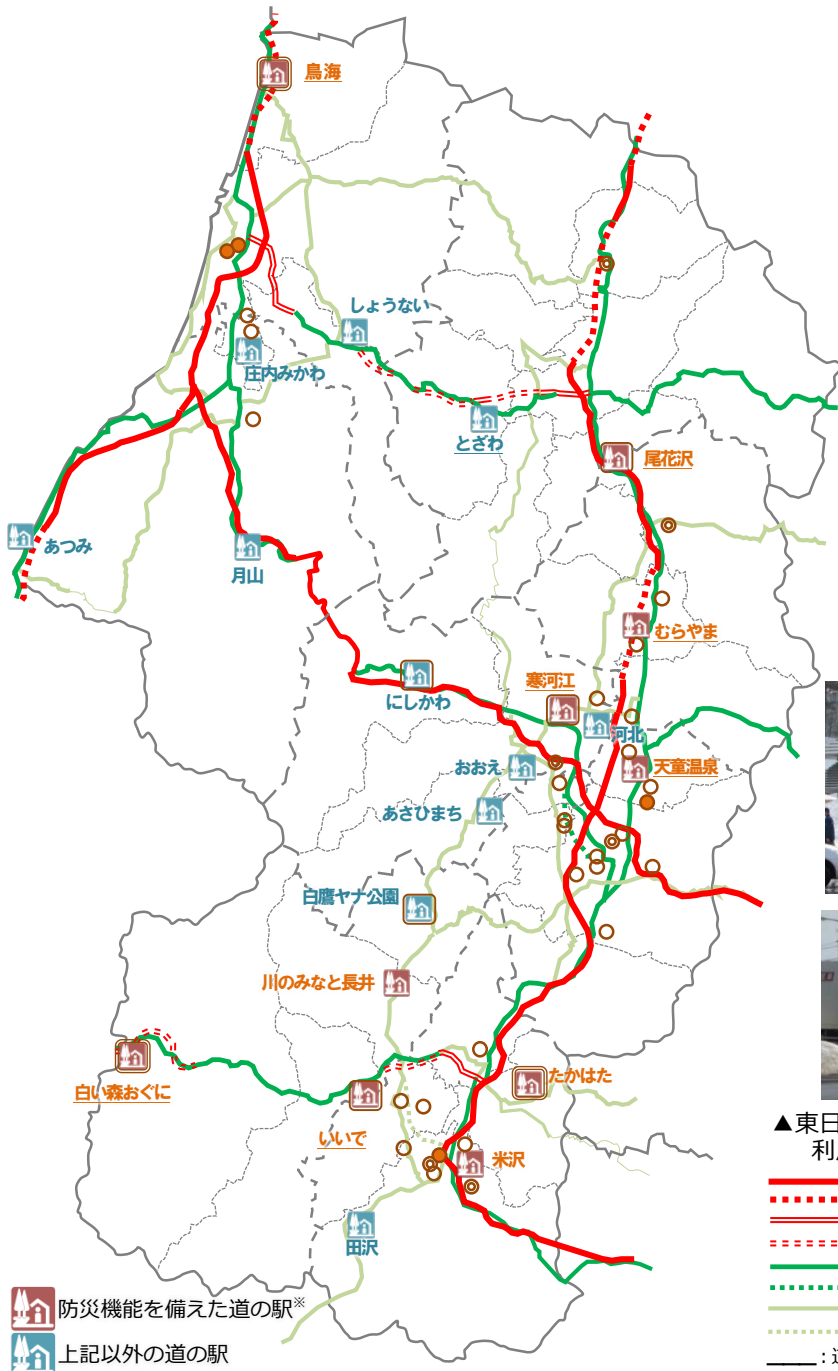 鳥海
しょうない
庄内みかわ
とざわ
尾花沢
あつみ
月山
むらやま
にしかわ
寒河江
河北
おおえ
天童温泉
あさひまち
白鷹ヤナ公園
川のみなと長井
白い森おぐに
たかはた
いいで
米沢
田沢
▲東日
利
防災機能を備えた道の駅※
上記以外の道の駅
: